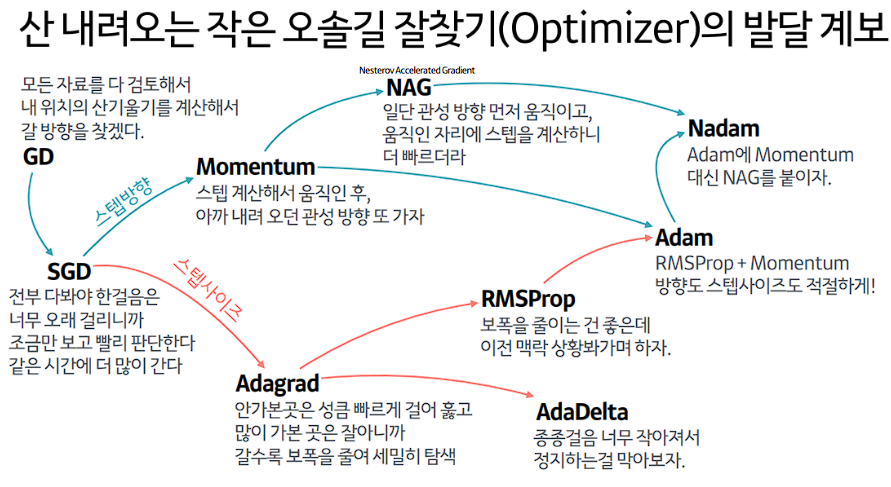 산 내려오는 작은 오솔길 잘찾기(Optimizer)의 발달 계보
모든 자료를 다 검토해서
내 위치의 산기울기를 계산해서
갈 방향을 찾겠다.
GD
Nesterov Accelerated Gradient
NAG
일단 관성 방향 먼저 움직이고,
움직인 자리에 스텝을 계산하니
더 빠르더라
Nadam
Adam에 Momentum
대신 NAG를 붙이자.
Momentum
스텝 계산해서 움직인 후,
아까 내려 오던 관성 방향 또 가자
스텝방향
SGD
전부 다봐야 한걸음은
너무 오래 걸리니까
조금만 보고 빨리 판단한다
같은 시간에 더 많이 간다
스텝사이즈
Adam
RMSProp + Momentum
방향도 스텝사이즈도 적절하게!
RMSProp
보폭을 줄이는 건 좋은데
이전 맥락 상황봐가며 하자.
Adagrad
안가본곳은 성큼 빠르게 걸어 훓고
많이 가본 곳은 잘아니까
갈수록 보폭을 줄여 세밀히 탐색
AdaDelta
종종걸음 너무 작아져서
정지하는걸 막아보자.